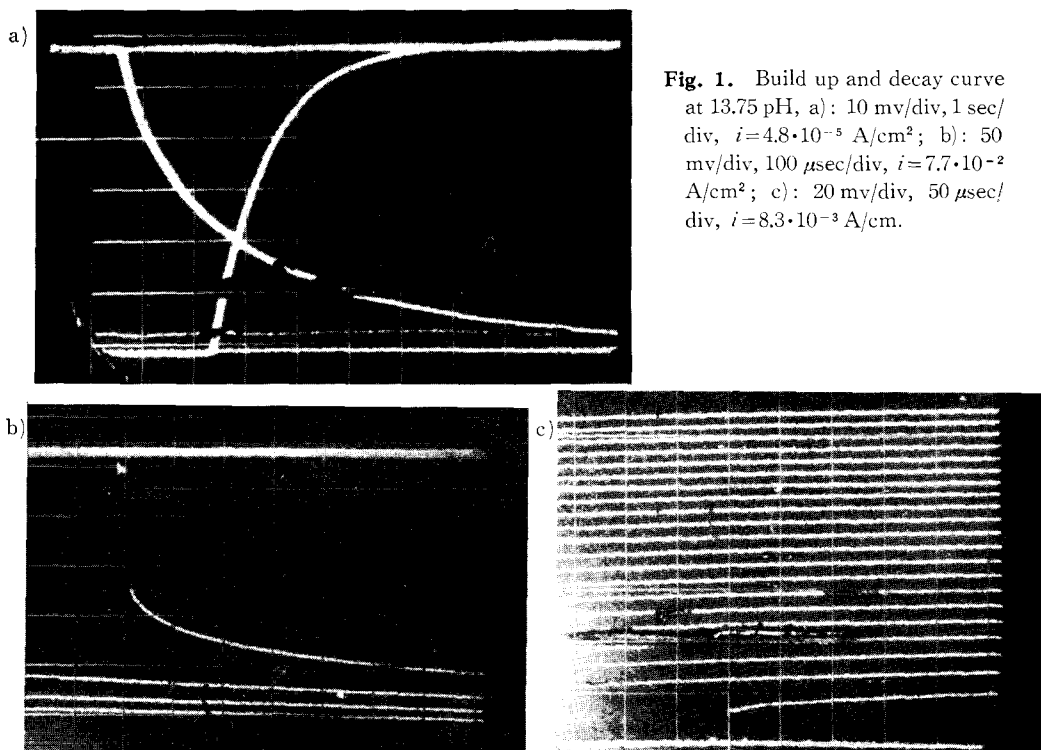 a)
Fig. 1. Build up and decay curve
at 13.75 pH, a): 10 mv/div, 1 sec/
div, i=4.8·10⁻⁵ A/cm²; b): 50
mv/div, 100 μsec/div, i=7.7·10⁻²
A/cm²; c): 20 mv/div, 50 μsec/
div, i=8.3·10⁻³ A/cm.
b)
c)